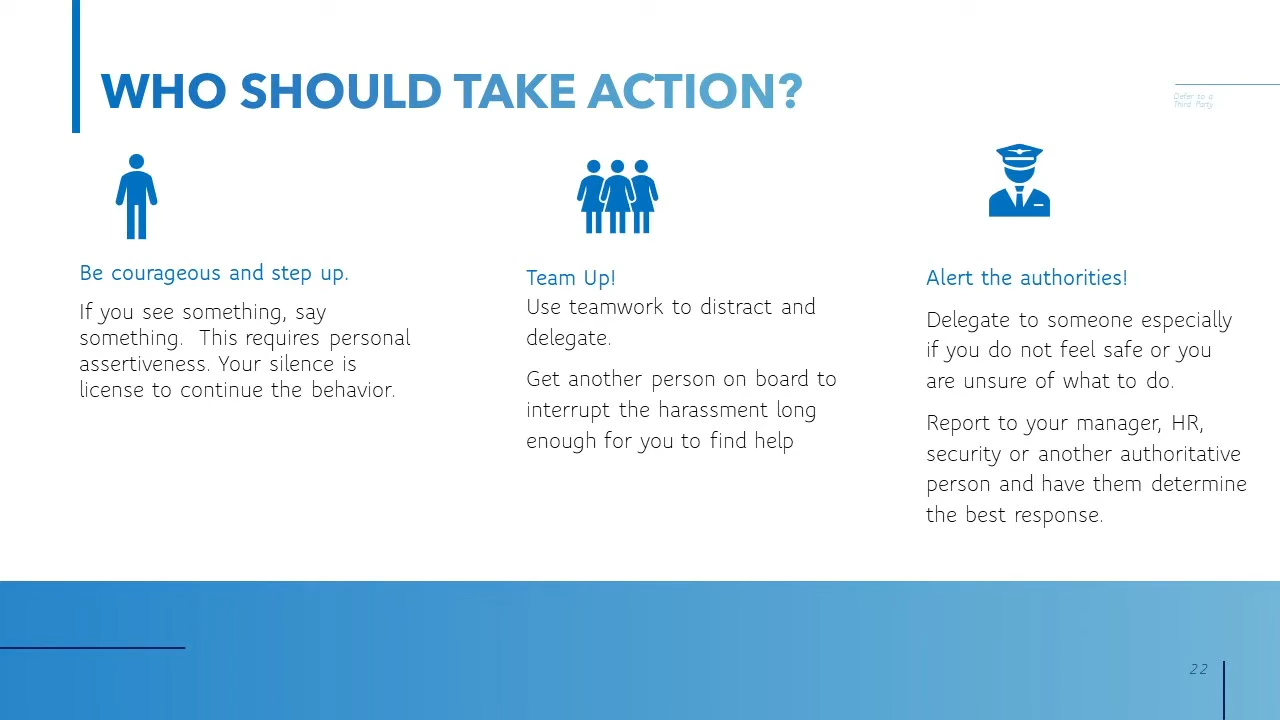 WHO SHOULD TAKE ACTION?
Defer to a
Third Party
Be courageous and step up.
If you see something, say
something.  This requires personal
assertiveness. Your silence is
license to continue the behavior.
Team Up!
Use teamwork to distract and
delegate.
Get another person on board to
interrupt the harassment long
enough for you to find help
Alert the authorities!
Delegate to someone especially
if you do not feel safe or you
are unsure of what to do.
Report to your manager, HR,
security or another authoritative
person and have them determine
the best response.
22